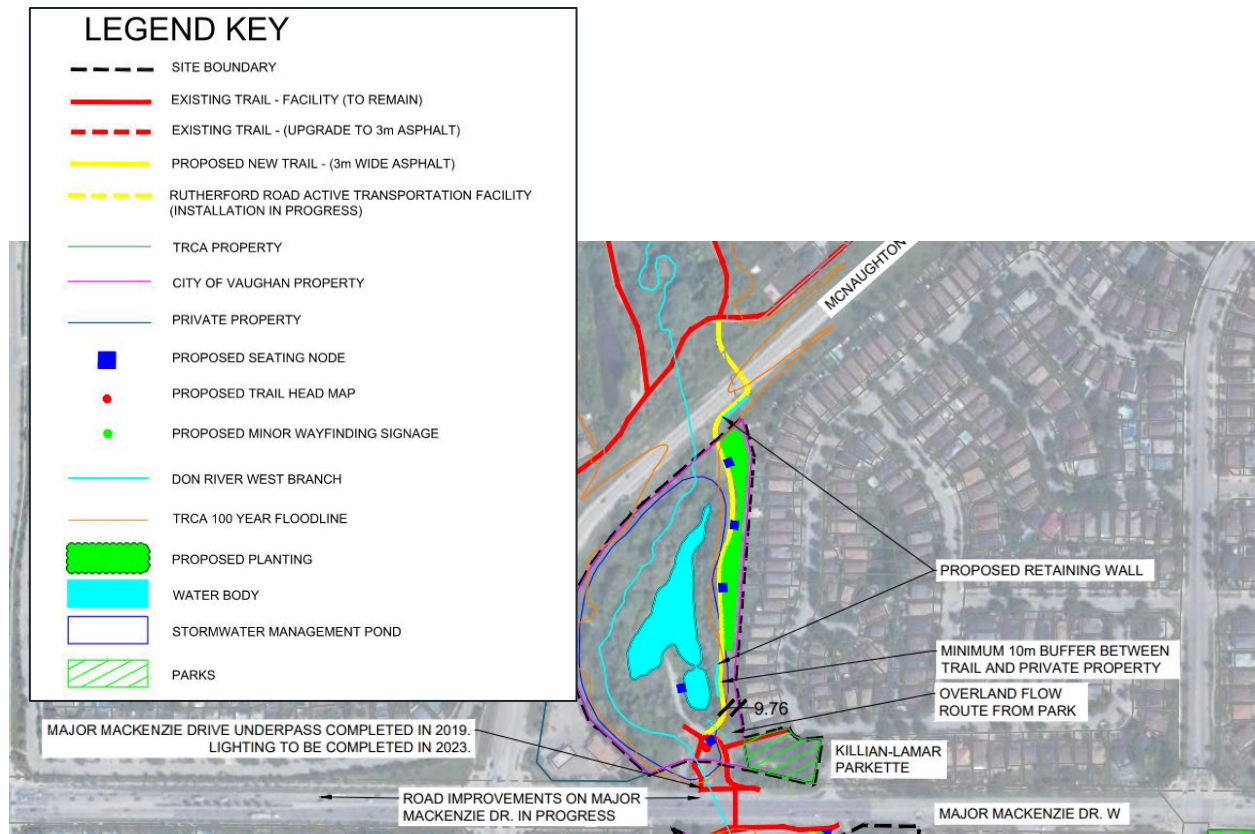 LEGEND KEY
SITE BOUNDARY
EXISTING TRAIL - FACILITY (TO REMAIN)
EXISTING TRAIL - (UPGRADE TO 3m ASPHALT)
PROPOSED NEW TRAIL - (3m WIDE ASPHALT)
RUTHERFORD ROAD ACTIVE TRANSPORTATION FACILITY
(INSTALLATION IN PROGRESS)
TRCA PROPERTY
CITY OF VAUGHAN PROPERTY
PRIVATE PROPERTY
PROPOSED SEATING NODE
PROPOSED TRAIL HEAD MAP
PROPOSED MINOR WAYFINDING SIGNAGE
DON RIVER WEST BRANCH
TRCA 100 YEAR FLOODLINE
PROPOSED PLANTING
WATER BODY
STORMWATER MANAGEMENT POND
PARKS
MCNAUGHTON
PROPOSED RETAINING WALL
MINIMUM 10m BUFFER BETWEEN
TRAIL AND PRIVATE PROPERTY
OVERLAND FLOW
ROUTE FROM PARK
9.76
MAJOR MACKENZIE DRIVE UNDERPASS COMPLETED IN 2019.
LIGHTING TO BE COMPLETED IN 2023.
KILLIAN-LAMAR
PARKETTE
ROAD IMPROVEMENTS ON MAJOR
MACKENZIE DR. IN PROGRESS
MAJOR MACKENZIE DR. W